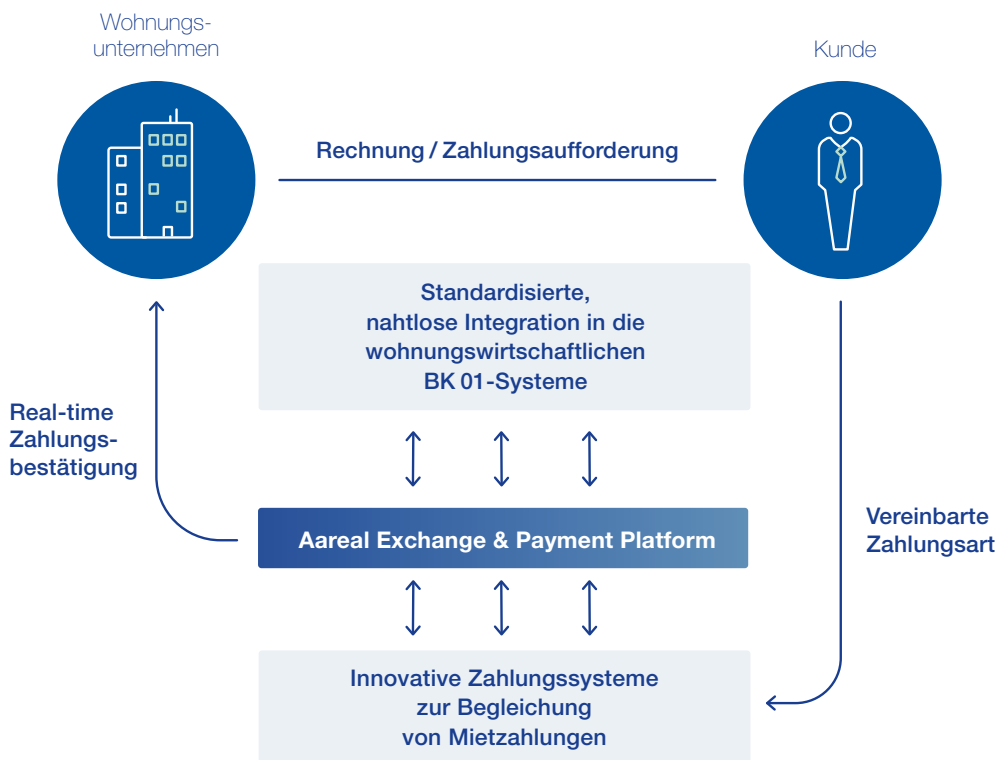 Wohnungs-
unternehmen
Kunde
Rechnung / Zahlungsaufforderung
Standardisierte,
nahtlose Integration in die
wohnungswirtschaftlichen
BK 01-Systeme
Real-time
Zahlungs-
bestätigung
Aareal Exchange & Payment Platform
Vereinbarte
Zahlungsart
Innovative Zahlungssysteme
zur Begleichung
von Mietzahlungen